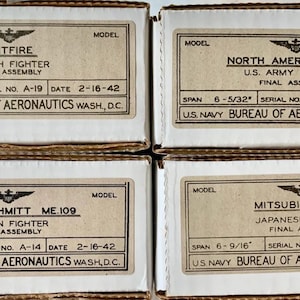 MODEL
TFIRE
H FIGHTER
ASSEMBLY
L NO. A-19 DATE 2-16-42
AERONAUTICS WASH., D.C.
MODEL
NORTH AMER
U.S. ARMY
FINAL ASS
SPAN 6-5/32" SERIAL NO
U.S. NAVY BUREAU OF AE
MODEL
HMITT ME.109
N FIGHTER
ASSEMBLY
NO. A-14 DATE 2-16-42
AERONAUTICS WASH., D.C.
MODEL
MITSUBI
JAPANES
FINAL A
SPAN 6-9/16" SERIAL N
U.S. NAVY BUREAU OF A